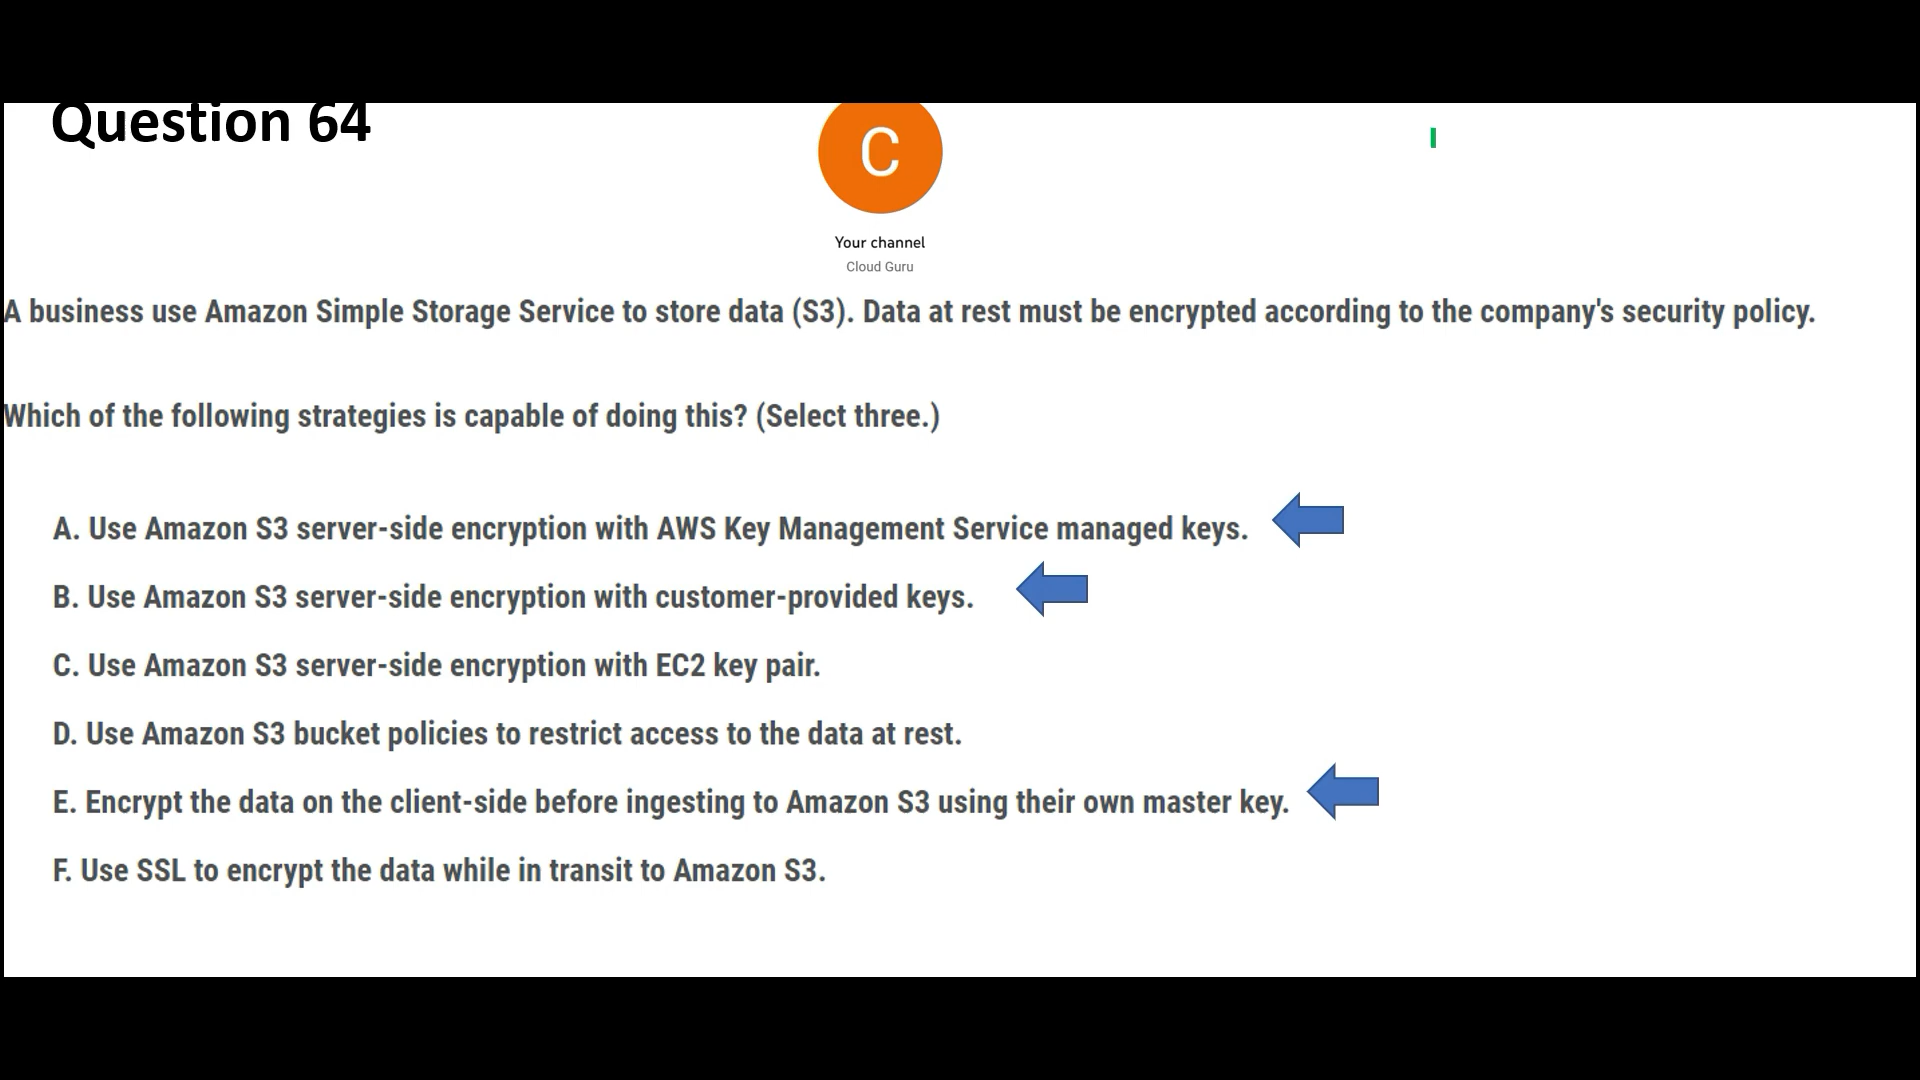 Question 64
C
Your channel
Cloud Guru
A business use Amazon Simple Storage Service to store data (S3). Data at rest must be encrypted according to the company's security policy.
Which of the following strategies is capable of doing this? (Select three.)
A. Use Amazon S3 server-side encryption with AWS Key Management Service managed keys.
B. Use Amazon S3 server-side encryption with customer-provided keys.
C. Use Amazon S3 server-side encryption with EC2 key pair.
D. Use Amazon S3 bucket policies to restrict access to the data at rest.
E. Encrypt the data on the client-side before ingesting to Amazon S3 using their own master key.
F. Use SSL to encrypt the data while in transit to Amazon S3.